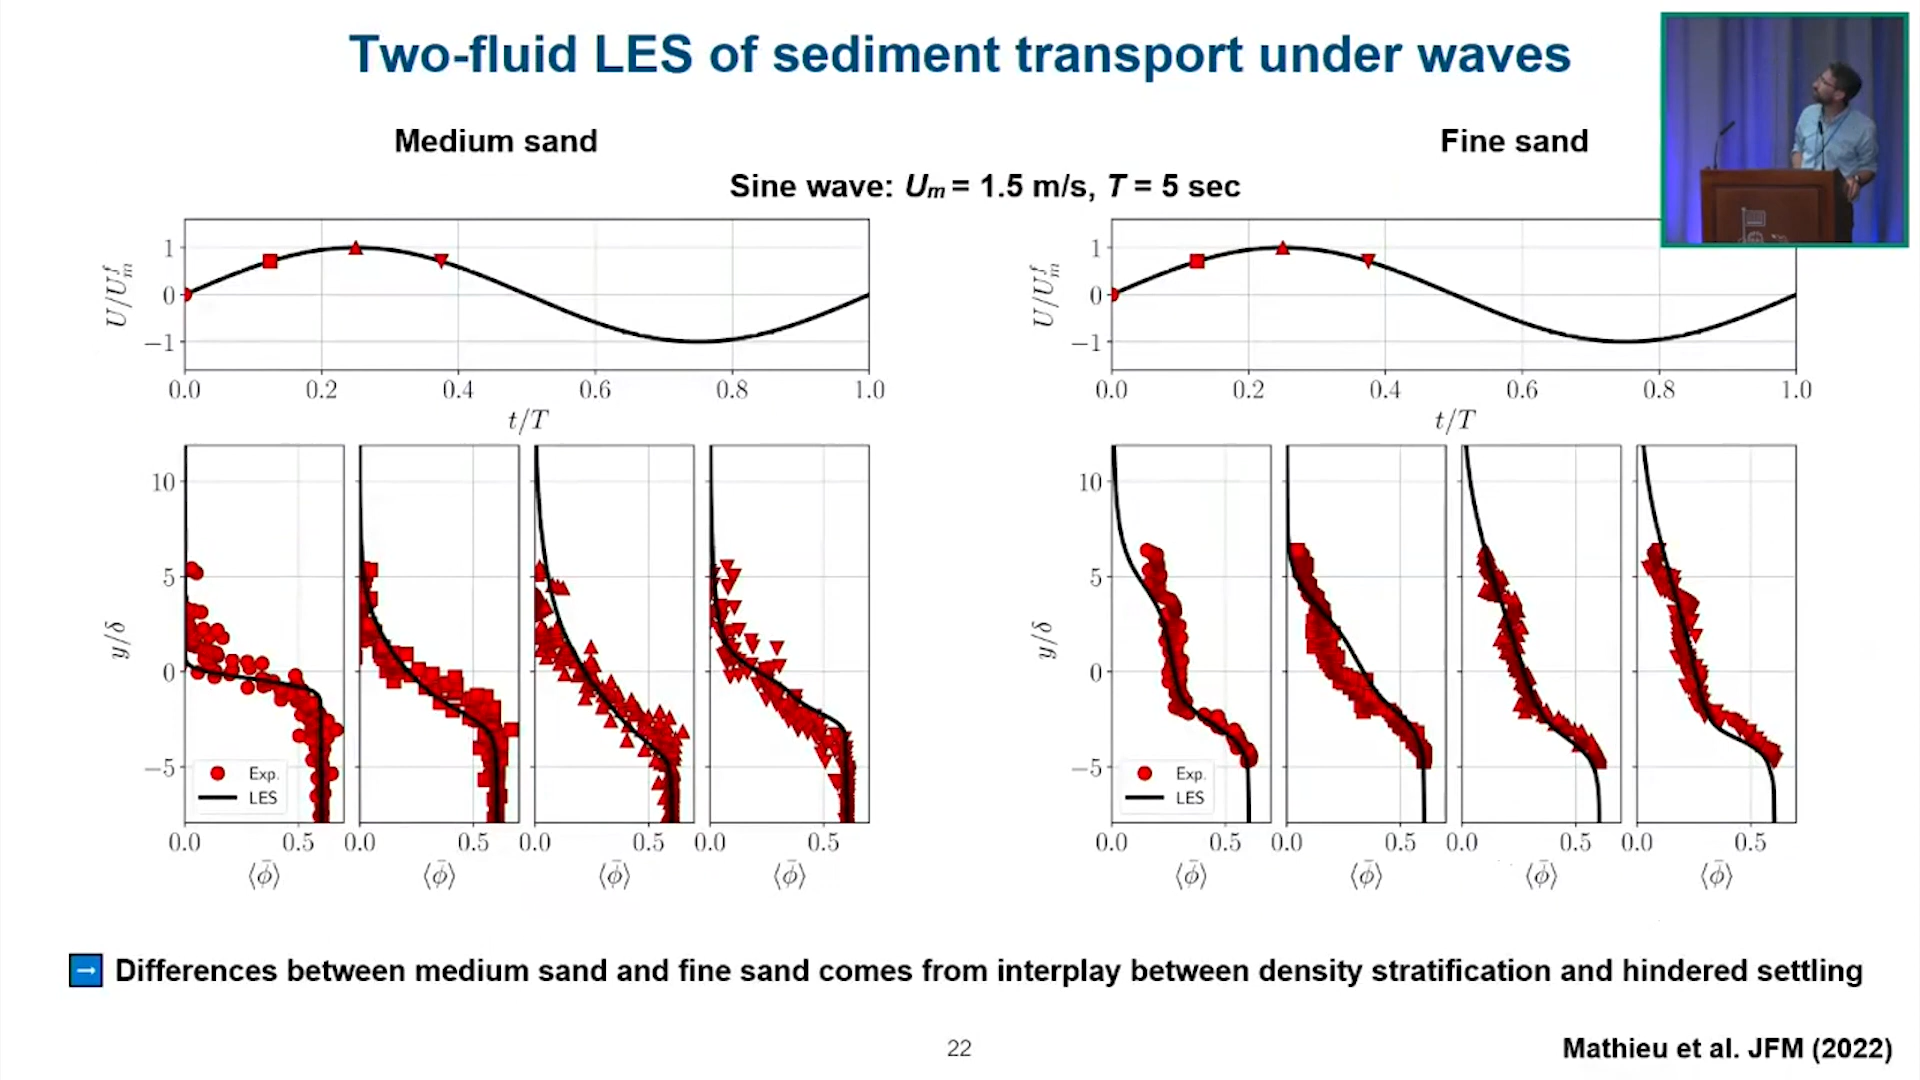 Two-fluid LES of sediment transport under waves
Medium sand
Fine sand
Sine wave: Um = 1.5 m/s, T = 5 sec
1
0
−1
U/U_m^f
0.0 0.2 0.4 0.6 0.8 1.0
t/T
10
5
0
−5
y/δ
Exp.
LES
0.0 0.5 0.0 0.5 0.0 0.5 0.0 0.5
⟨ϕ̄⟩ ⟨ϕ̄⟩ ⟨ϕ̄⟩ ⟨ϕ̄⟩
1
0
−1
U/U_m^f
0.0 0.2 0.4 0.6 0.8 1.0
t/T
10
5
0
−5
y/δ
Exp.
LES
0.0 0.5 0.0 0.5 0.0 0.5 0.0 0.5
⟨ϕ̄⟩ ⟨ϕ̄⟩ ⟨ϕ̄⟩ ⟨ϕ̄⟩
→ Differences between medium sand and fine sand comes from interplay between density stratification and hindered settling
22
Mathieu et al. JFM (2022)